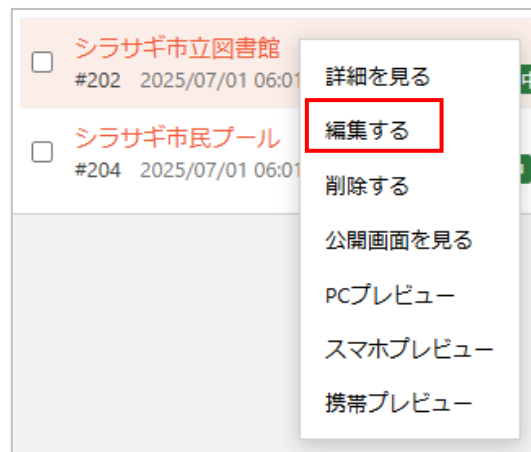 シラサギ市立図書館
#202 2025/07/01 06:01
シラサギ市民プール
#204 2025/07/01 06:01
詳細を見る
編集する
削除する
公開画面を見る
PCプレビュー
スマホプレビュー
携帯プレビュー